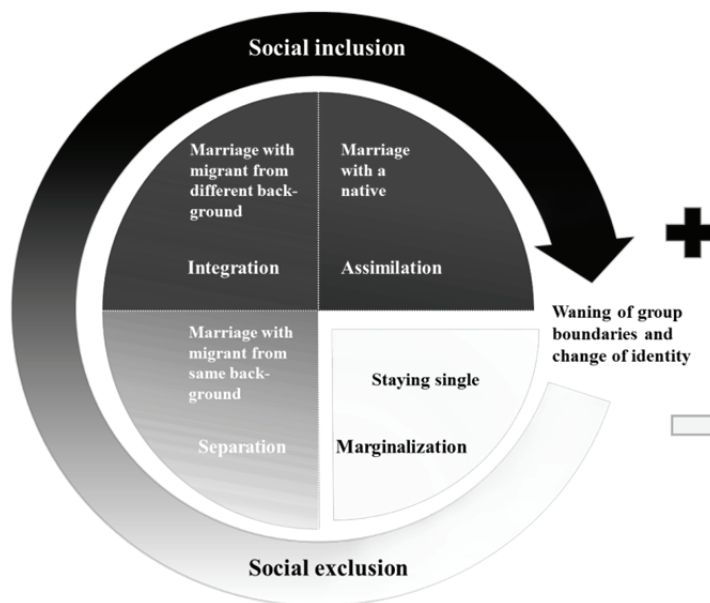 Social inclusion
Marriage with
migrant from
different back-
ground
Integration
Marriage
with a
native
Assimilation
Waning of group
boundaries and
change of identity
Marriage with
migrant from
same back-
ground
Separation
Staying single
Marginalization
Social exclusion